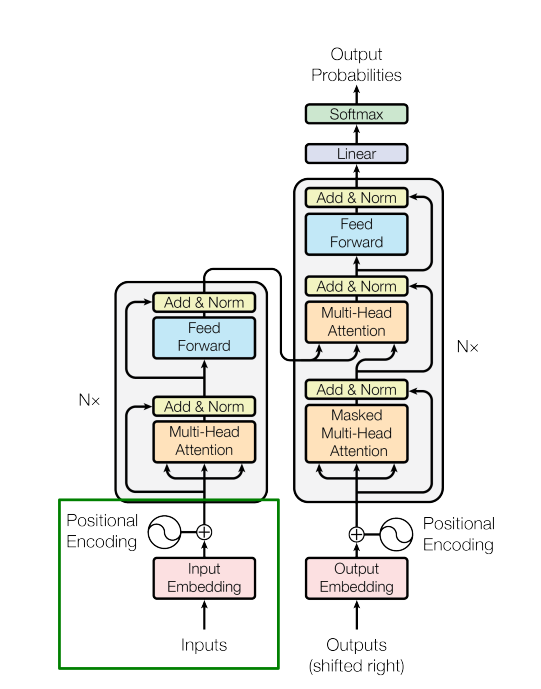 Output
Probabilities
Softmax
Linear
Add & Norm
Feed
Forward
Add & Norm
Multi-Head
Attention
Add & Norm
Masked
Multi-Head
Attention
Nx
Positional
Encoding
Output
Embedding
Outputs
(shifted right)
Add & Norm
Feed
Forward
Add & Norm
Multi-Head
Attention
Nx
Positional
Encoding
Input
Embedding
Inputs